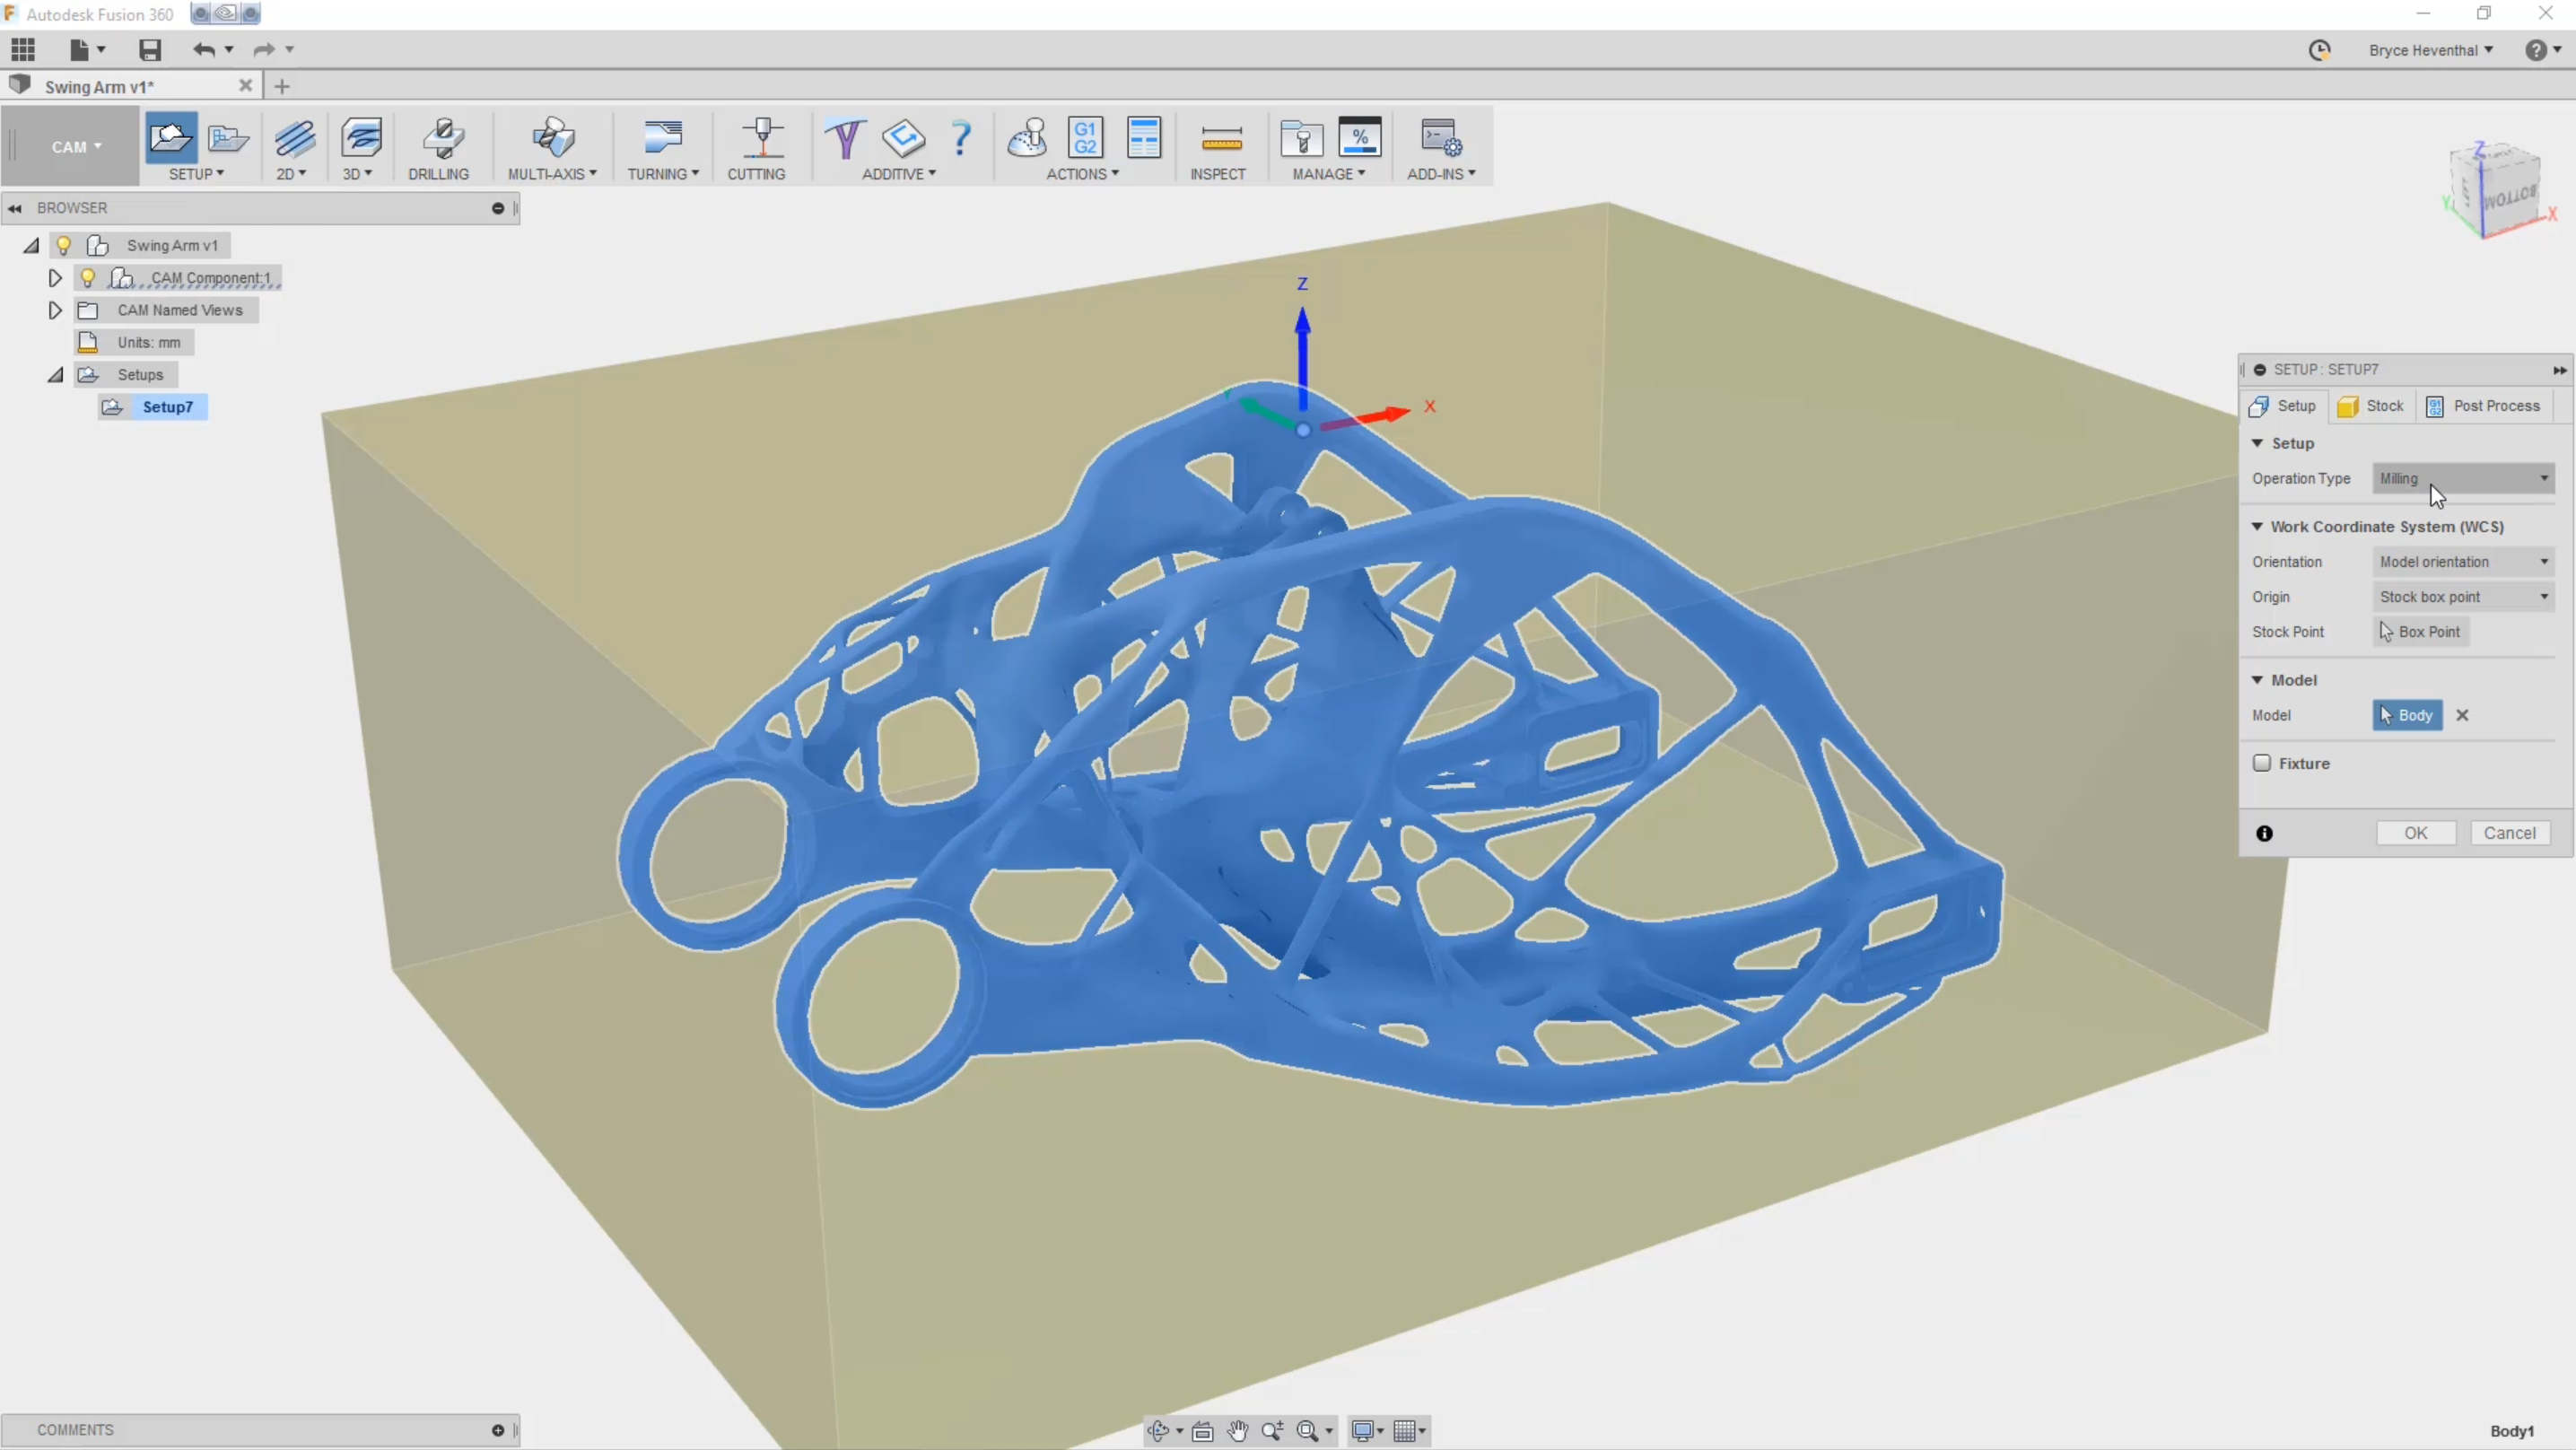 Autodesk Fusion 360
Bryce Heventhal
Swing Arm v1*
CAM
G1
G2
%
SETUP
2D
3D
DRILLING
MULTI-AXIS
TURNING
CUTTING
ADDITIVE
ACTIONS
INSPECT
MANAGE
ADD-INS
BROWSER
Swing Arm v1
CAM Component:1
CAM Named Views
Units: mm
Setups
Setup7
Z
X
Y
Z
Y
X
BOTTOM
SETUP : SETUP7
Setup
Stock
Post Process
Setup
Operation Type Milling
Work Coordinate System (WCS)
Orientation Model orientation
Origin Stock box point
Stock Point Box Point
Model
Model Body
Fixture
OK Cancel
COMMENTS
Body1